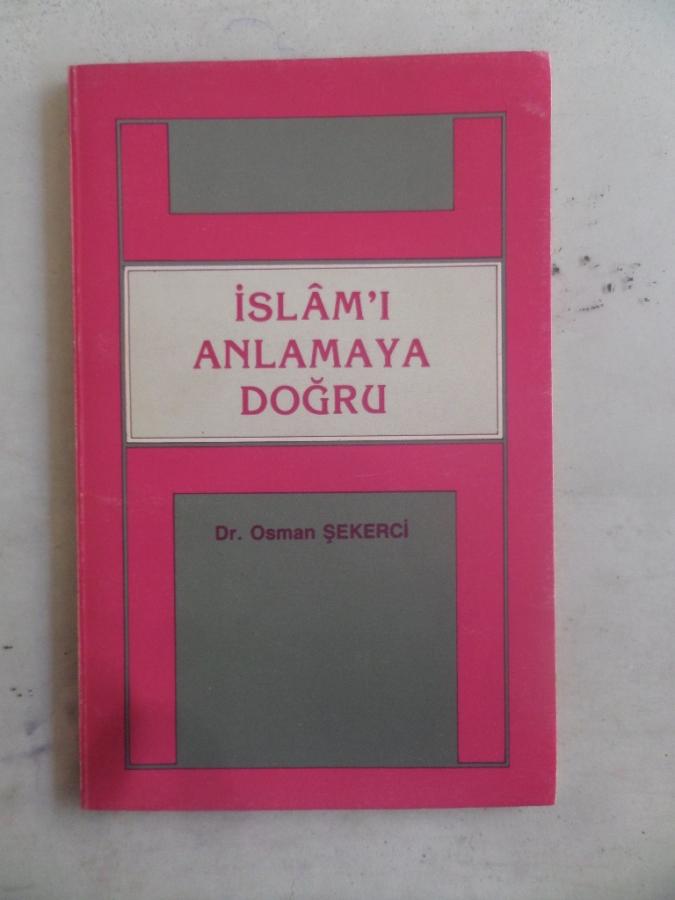 İSLÂM'I
ANLAMAYA
DOĞRU
Dr. Osman ŞEKERCİ